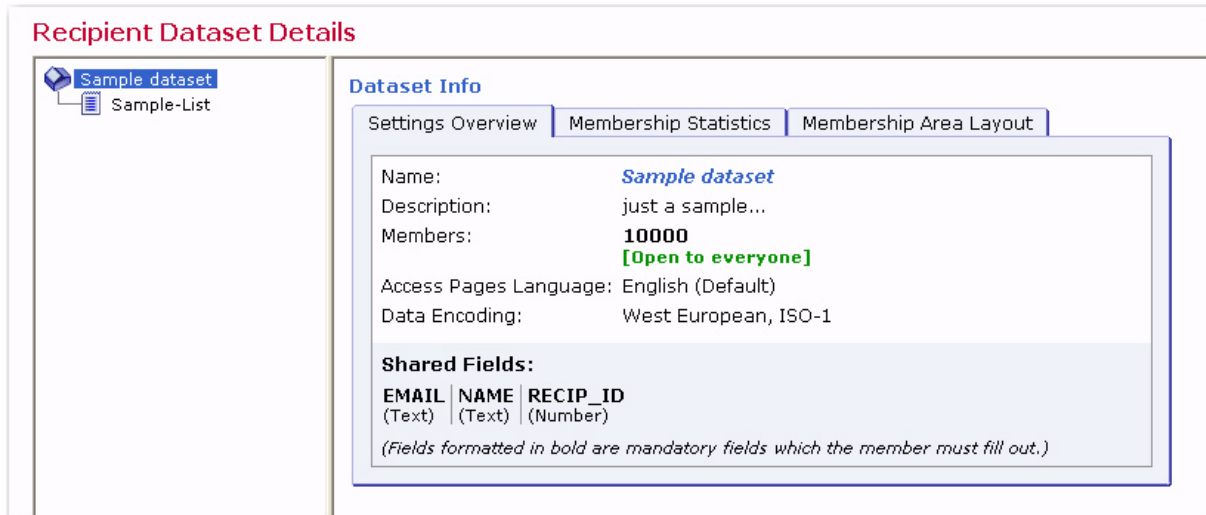 Recipient Dataset Details
Sample dataset
Sample-List
Dataset Info
Settings Overview
Membership Statistics
Membership Area Layout
Name: Sample dataset
Description: just a sample...
Members: 10000
[Open to everyone]
Access Pages Language: English (Default)
Data Encoding: West European, ISO-1
Shared Fields:
EMAIL NAME RECIP_ID
(Text) (Text) (Number)
(Fields formatted in bold are mandatory fields which the member must fill out.)